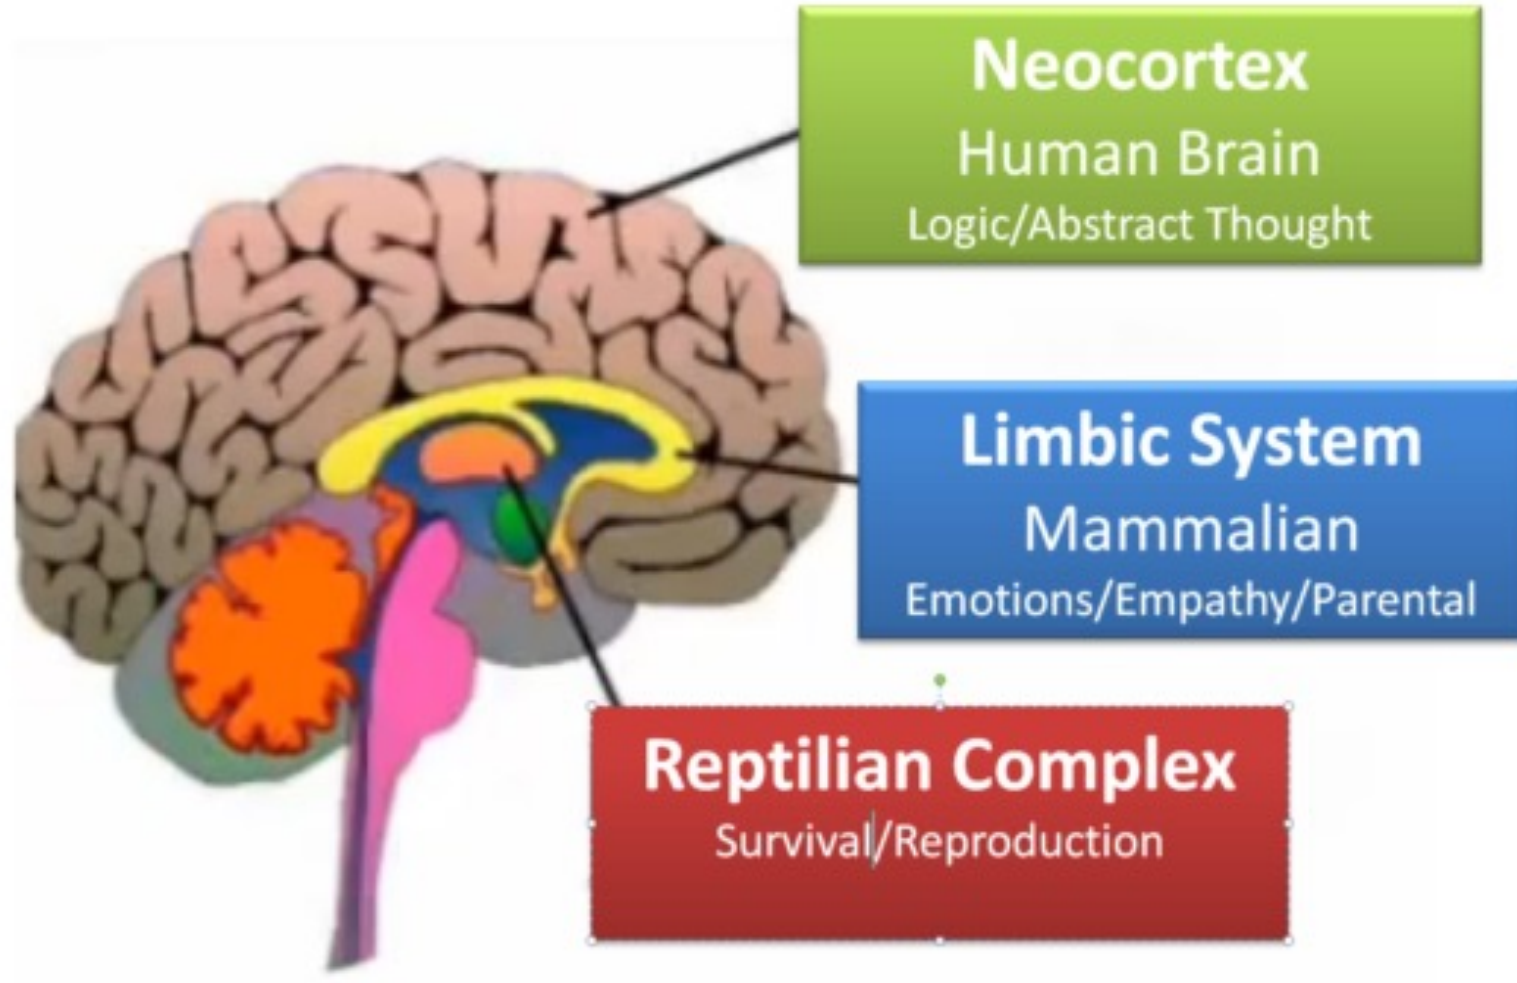 Neocortex
Human Brain
Logic/Abstract Thought
Limbic System
Mammalian
Emotions/Empathy/Parental
Reptilian Complex
Survival/Reproduction